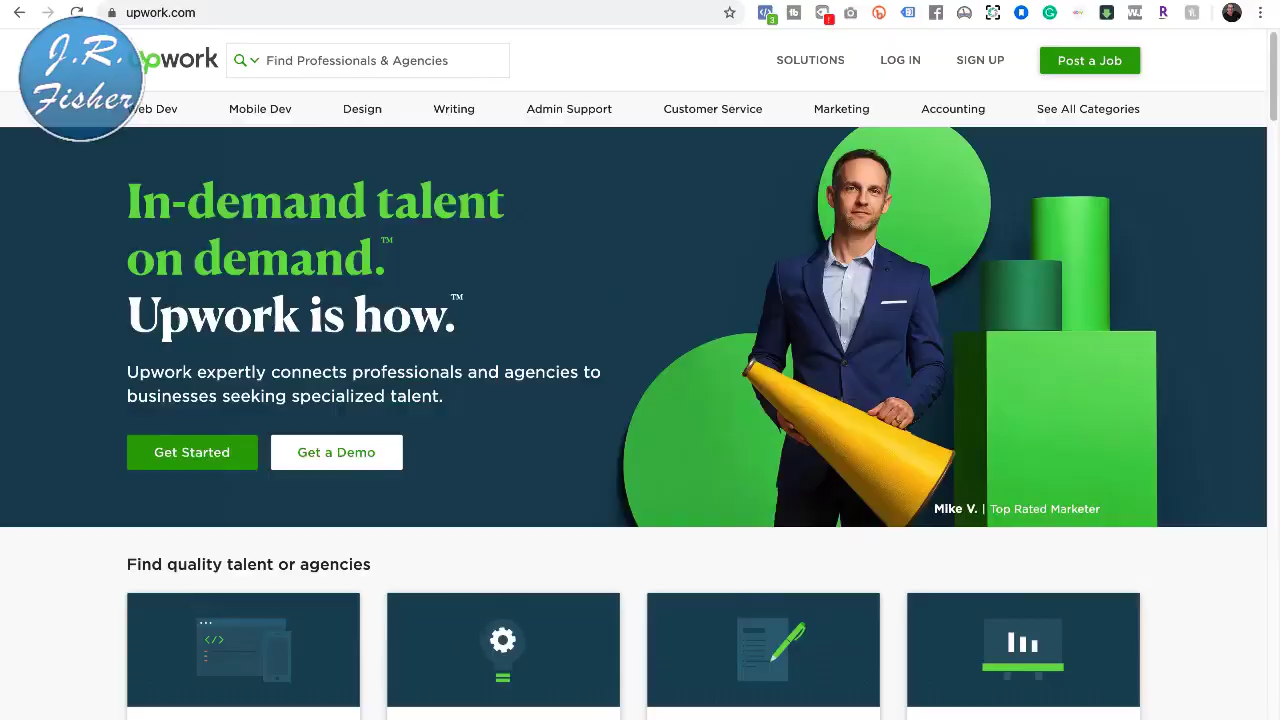 upwork.com
3
J.R.
Fisher
upwork
Find Professionals & Agencies
SOLUTIONS
LOG IN
SIGN UP
Post a Job
Web Dev
Mobile Dev
Design
Writing
Admin Support
Customer Service
Marketing
Accounting
See All Categories
In-demand talent
on demand.™
Upwork is how.™
Upwork expertly connects professionals and agencies to
businesses seeking specialized talent.
Get Started
Get a Demo
Mike V. | Top Rated Marketer
Find quality talent or agencies